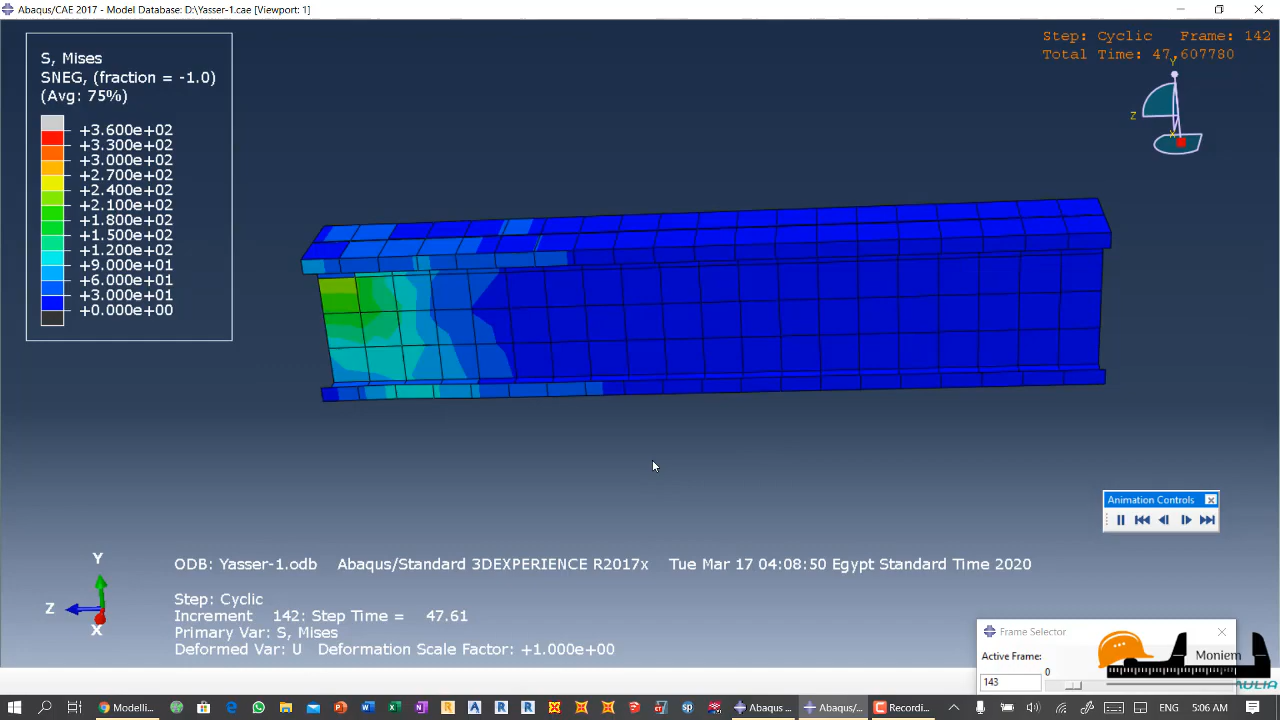 Abaqus/CAE 2017 - Model Database: D:\Yasser-1.cae [Viewport: 1]
S, Mises
SNEG, (fraction = -1.0)
(Avg: 75%)
+3.600e+02
+3.300e+02
+3.000e+02
+2.700e+02
+2.400e+02
+2.100e+02
+1.800e+02
+1.500e+02
+1.200e+02
+9.000e+01
+6.000e+01
+3.000e+01
+0.000e+00
Step: Cyclic Frame: 142
Total Time: 47.607780
Y
Z
X
Animation Controls
Y
Z
X
ODB: Yasser-1.odb Abaqus/Standard 3DEXPERIENCE R2017x Tue Mar 17 04:08:50 Egypt Standard Time 2020
Step: Cyclic
Increment 142: Step Time = 47.61
Primary Var: S, Mises
Deformed Var: U Deformation Scale Factor: +1.000e+00
Frame Selector
Active Frame:
143
0
Moniem
AULIA
Modelli...
Abaqus ...
Abaqus/...
Recordi...
5:06 AM